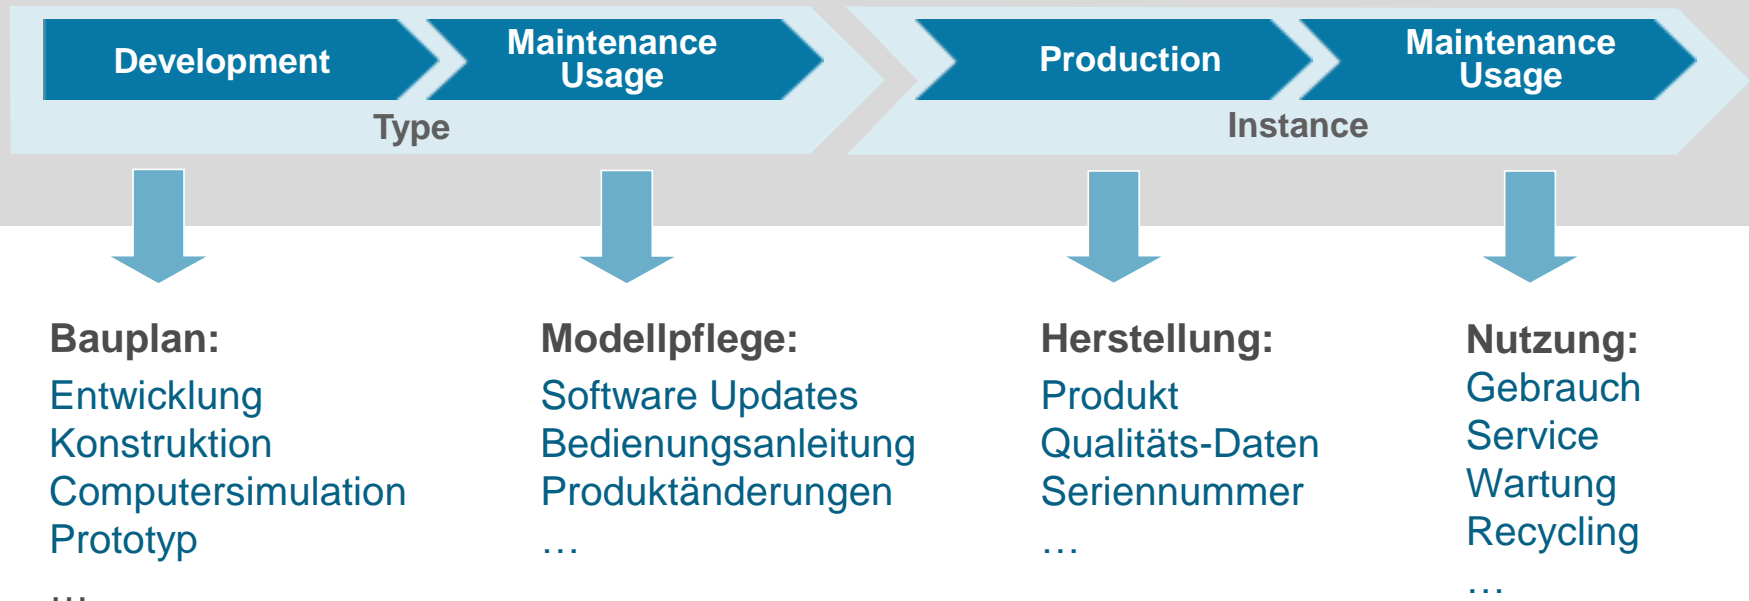 Development
Maintenance
Usage
Type
Production
Maintenance
Usage
Instance
Bauplan:
Entwicklung
Konstruktion
Computersimulation
Prototyp
…
Modellpflege:
Software Updates
Bedienungsanleitung
Produktänderungen
…
Herstellung:
Produkt
Qualitäts-Daten
Seriennummer
…
Nutzung:
Gebrauch
Service
Wartung
Recycling
…